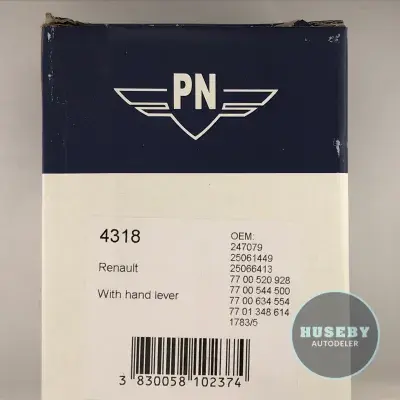 PN
4318
Renault
With hand lever
OEM:
247079
25061449
25066413
77 00 520 928
77 00 544 500
77 00 634 554
77 01 348 614
1783/5
3 830058 102374
HUSEBY
AUTODELER